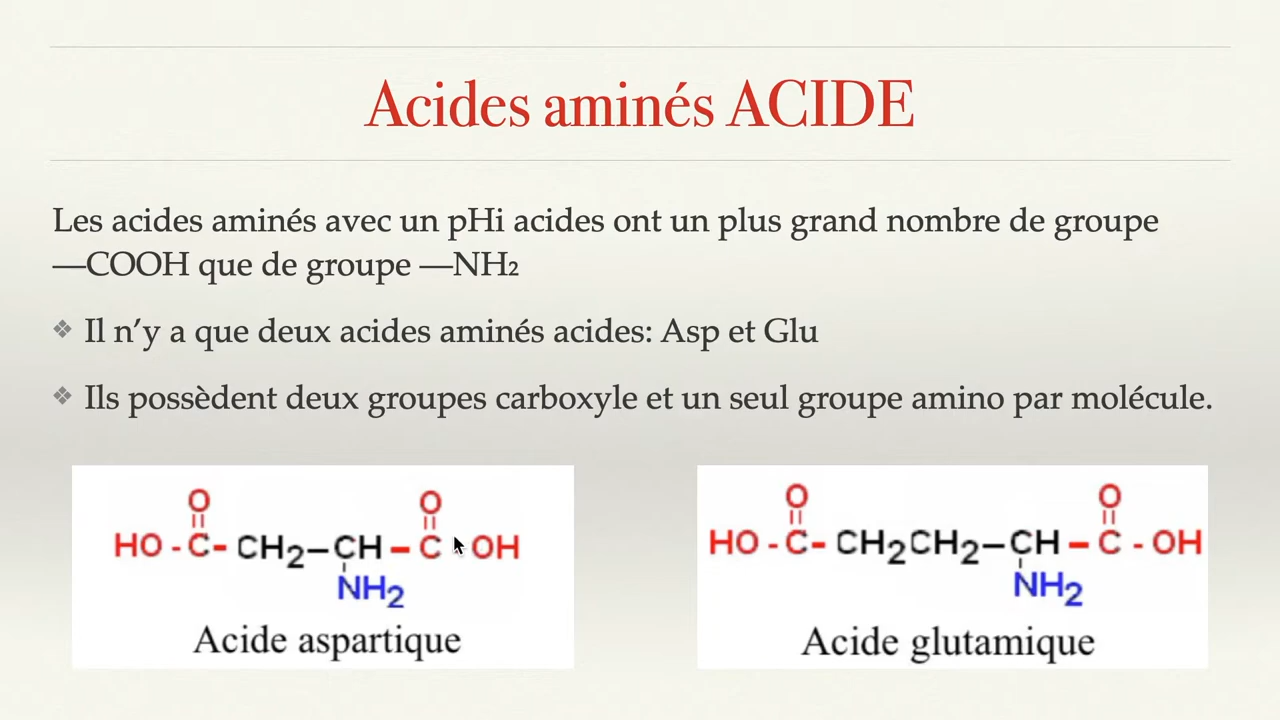 Acides aminés ACIDE
Les acides aminés avec un pHi acides ont un plus grand nombre de groupe
—COOH que de groupe —NH₂
❖ Il n’y a que deux acides aminés acides: Asp et Glu
❖ Ils possèdent deux groupes carboxyle et un seul groupe amino par molécule.
O O
HO - C - CH₂ – CH – C OH
NH₂
Acide aspartique
O O
HO - C - CH₂CH₂ – CH – C - OH
NH₂
Acide glutamique